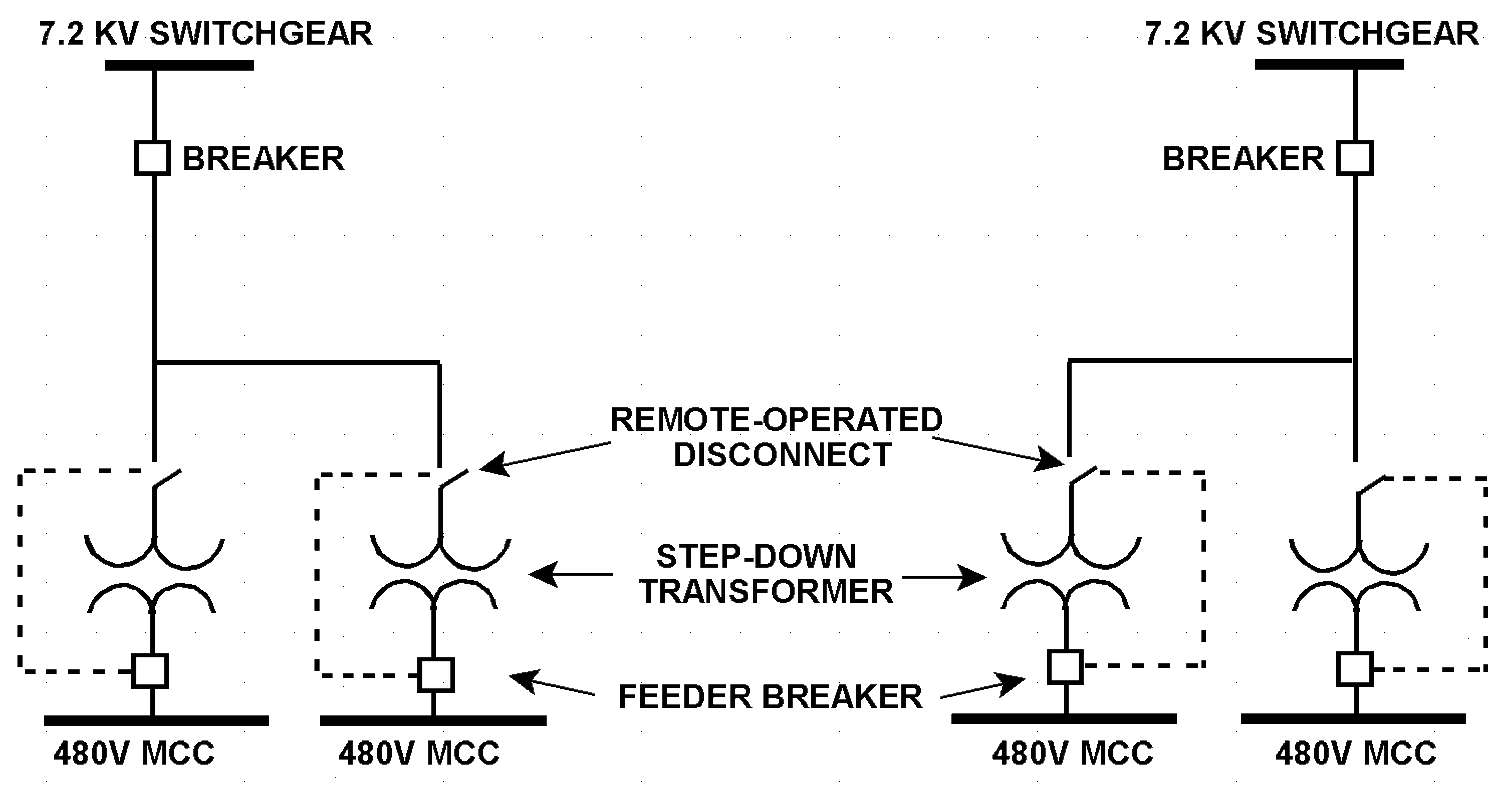 7.2 KV SWITCHGEAR
7.2 KV SWITCHGEAR
BREAKER
BREAKER
REMOTE-OPERATED
DISCONNECT
STEP-DOWN
TRANSFORMER
FEEDER BREAKER
480V MCC
480V MCC
480V MCC
480V MCC